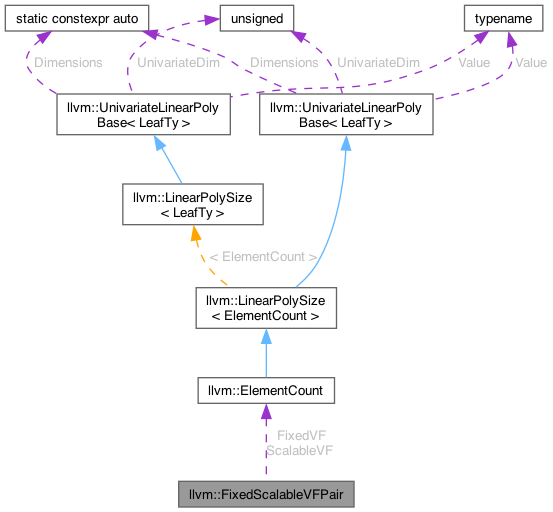 static constexpr auto
unsigned
typename
Dimensions
UnivariateDim
Dimensions
UnivariateDim
Value
Value
llvm::UnivariateLinearPoly
Base< LeafTy >
llvm::UnivariateLinearPoly
Base< LeafTy >
llvm::LinearPolySize
< LeafTy >
< ElementCount >
llvm::LinearPolySize
< ElementCount >
llvm::ElementCount
FixedVF
ScalableVF
llvm::FixedScalableVFPair